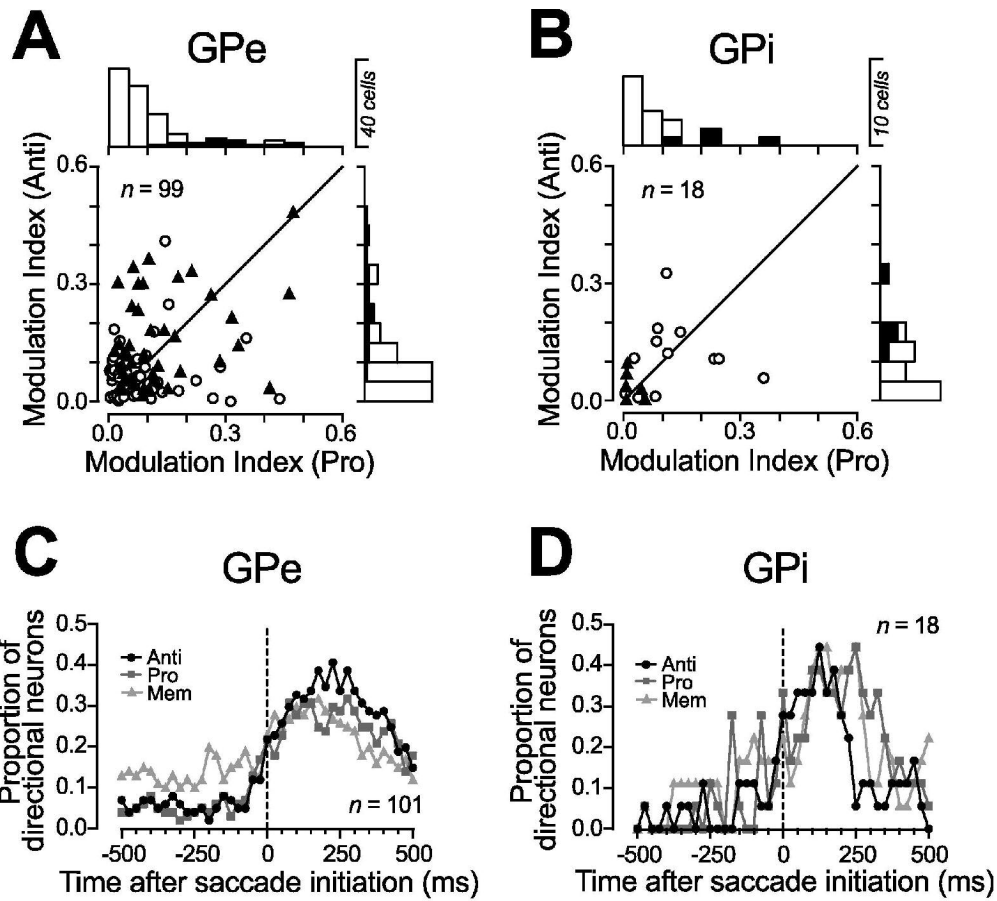 A
GPe
40 cells
Modulation Index (Anti)
0.6
0.3
0.0
n = 99
0.0
0.3
0.6
Modulation Index (Pro)
B
GPi
10 cells
Modulation Index (Anti)
0.6
0.3
0.0
n = 18
0.0
0.3
0.6
Modulation Index (Pro)
C
GPe
Proportion of
directional neurons
0.5
0.4
0.3
0.2
0.1
0.0
Anti
Pro
Mem
n = 101
-500
-250
0
250
500
Time after saccade initiation (ms)
D
GPi
Proportion of
directional neurons
0.5
0.4
0.3
0.2
0.1
0.0
Anti
Pro
Mem
n = 18
-500
-250
0
250
500
Time after saccade initiation (ms)